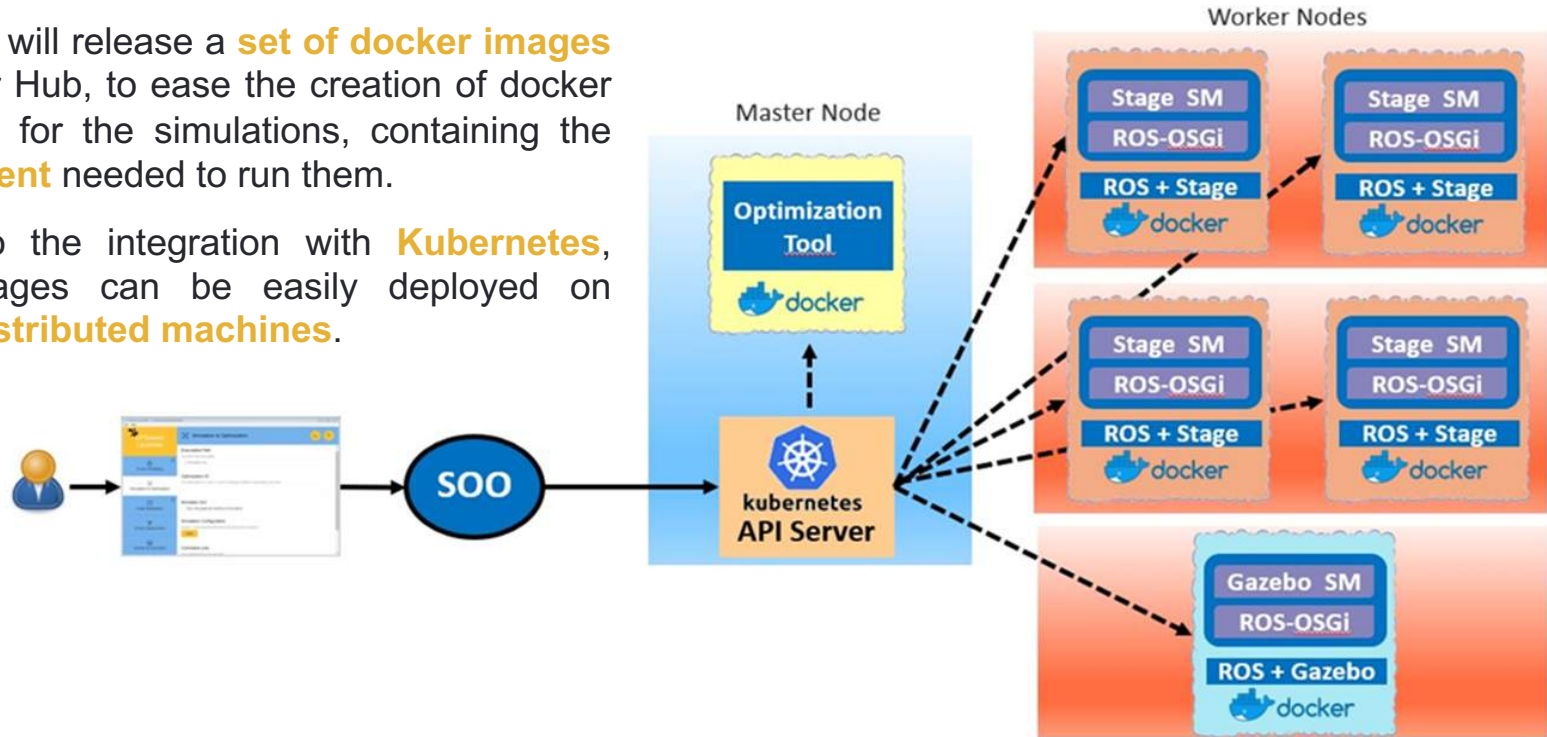 will release a set of docker images
Hub, to ease the creation of docker
for the simulations, containing the
needed to run them.
the integration with Kubernetes,
can be easily deployed on
machines.
Master Node
Optimization
Tool
docker
kubernetes
API Server
SOO
Worker Nodes
Stage SM
ROS-OSGi
ROS + Stage
docker
Stage SM
ROS-OSGi
ROS + Stage
docker
Stage SM
ROS-OSGi
ROS + Stage
docker
Stage SM
ROS-OSGi
ROS + Stage
docker
Gazebo SM
ROS-OSGi
ROS + Gazebo
docker